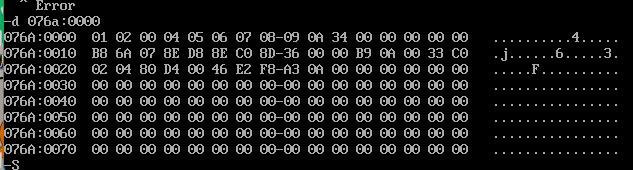 ^ Error
-d 076a:0000
076A:0000 01 02 00 04 05 06 07 08-09 0A 34 00 00 00 00 00 ..........4.....
076A:0010 B8 6A 07 8E D8 8E C0 8D-36 00 00 B9 0A 00 33 C0 .j......6.....3.
076A:0020 02 04 80 D4 00 46 E2 F8-A3 0A 00 00 00 00 00 00 .....F..........
076A:0030 00 00 00 00 00 00 00 00-00 00 00 00 00 00 00 00 ................
076A:0040 00 00 00 00 00 00 00 00-00 00 00 00 00 00 00 00 ................
076A:0050 00 00 00 00 00 00 00 00-00 00 00 00 00 00 00 00 ................
076A:0060 00 00 00 00 00 00 00 00-00 00 00 00 00 00 00 00 ................
076A:0070 00 00 00 00 00 00 00 00-00 00 00 00 00 00 00 00 ................
-S